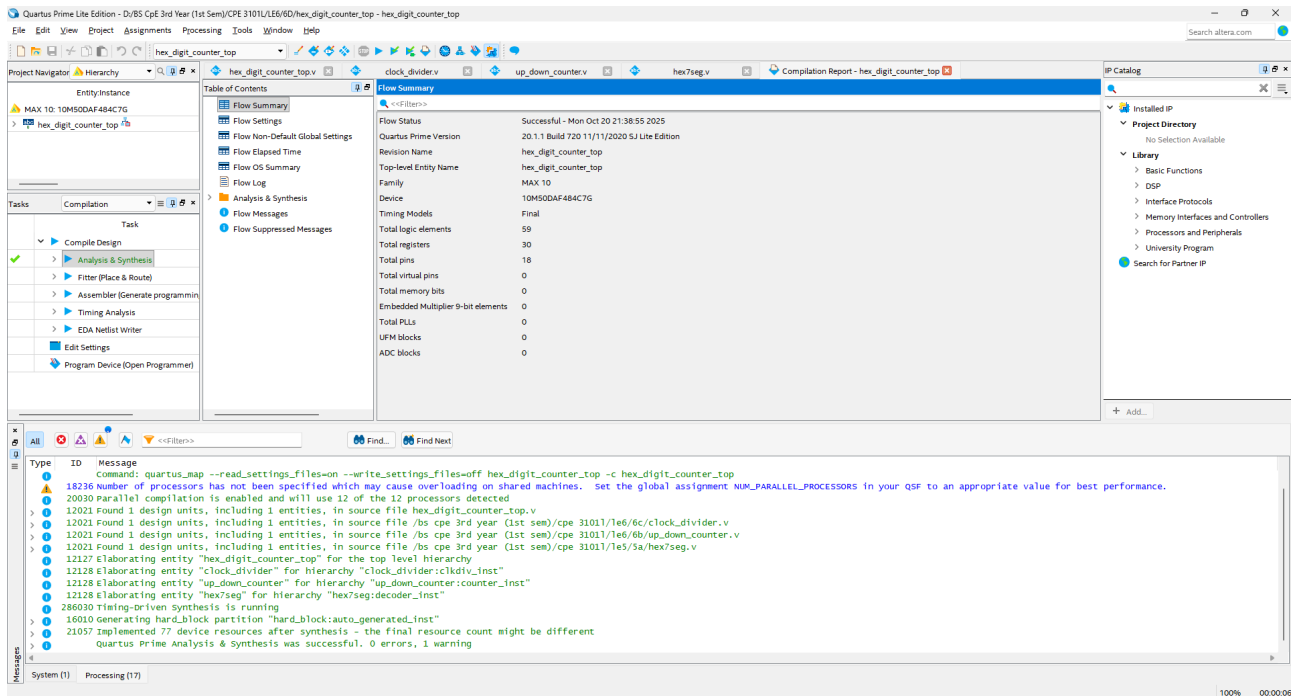 Quartus Prime Lite Edition - D:/BS CpE 3rd Year (1st Sem)/CPE 3101L/LE6/6D/hex_digit_counter_top - hex_digit_counter_top
File Edit View Project Assignments Processing Tools Window Help
Search altera.com
hex_digit_counter_top
Project Navigator Hierarchy
hex_digit_counter_top.v
clock_divider.v
up_down_counter.v
hex7seg.v
Compilation Report - hex_digit_counter_top
IP Catalog
Entity:Instance
MAX 10: 10M50DAF484C7G
hex_digit_counter_top
Table of Contents
Flow Summary
Flow Settings
Flow Non-Default Global Settings
Flow Elapsed Time
Flow OS Summary
Flow Log
Analysis & Synthesis
Flow Messages
Flow Suppressed Messages
Flow Summary
<<Filter>>
Flow Status Successful - Mon Oct 20 21:38:55 2025
Quartus Prime Version 20.1.1 Build 720 11/11/2020 SJ Lite Edition
Revision Name hex_digit_counter_top
Top-level Entity Name hex_digit_counter_top
Family MAX 10
Device 10M50DAF484C7G
Timing Models Final
Total logic elements 59
Total registers 30
Total pins 18
Total virtual pins 0
Total memory bits 0
Embedded Multiplier 9-bit elements 0
Total PLLs 0
UFM blocks 0
ADC blocks 0
Installed IP
Project Directory
No Selection Available
Library
Basic Functions
DSP
Interface Protocols
Memory Interfaces and Controllers
Processors and Peripherals
University Program
Search for Partner IP
+ Add...
Tasks Compilation
Task
Compile Design
Analysis & Synthesis
Fitter (Place & Route)
Assembler (Generate programmin
Timing Analysis
EDA Netlist Writer
Edit Settings
Program Device (Open Programmer)
All <<Filter>> Find... Find Next
Type ID Message
Command: quartus_map --read_settings_files=on --write_settings_files=off hex_digit_counter_top -c hex_digit_counter_top
18236 Number of processors has not been specified which may cause overloading on shared machines. Set the global assignment NUM_PARALLEL_PROCESSORS in your QSF to an appropriate value for best performance.
20030 Parallel compilation is enabled and will use 12 of the 12 processors detected
12021 Found 1 design units, including 1 entities, in source file hex_digit_counter_top.v
12021 Found 1 design units, including 1 entities, in source file /bs cpe 3rd year (1st sem)/cpe 3101l/le6/6c/clock_divider.v
12021 Found 1 design units, including 1 entities, in source file /bs cpe 3rd year (1st sem)/cpe 3101l/le6/6b/up_down_counter.v
12021 Found 1 design units, including 1 entities, in source file /bs cpe 3rd year (1st sem)/cpe 3101l/le5/5a/hex7seg.v
12127 Elaborating entity "hex_digit_counter_top" for the top level hierarchy
12128 Elaborating entity "clock_divider" for hierarchy "clock_divider:clkdiv_inst"
12128 Elaborating entity "up_down_counter" for hierarchy "up_down_counter:counter_inst"
12128 Elaborating entity "hex7seg" for hierarchy "hex7seg:decoder_inst"
286030 Timing-Driven Synthesis is running
16010 Generating hard_block partition "hard_block:auto_generated_inst"
21057 Implemented 77 device resources after synthesis - the final resource count might be different
Quartus Prime Analysis & Synthesis was successful. 0 errors, 1 warning
Messages
System (1) Processing (17)
100% 00:00:06